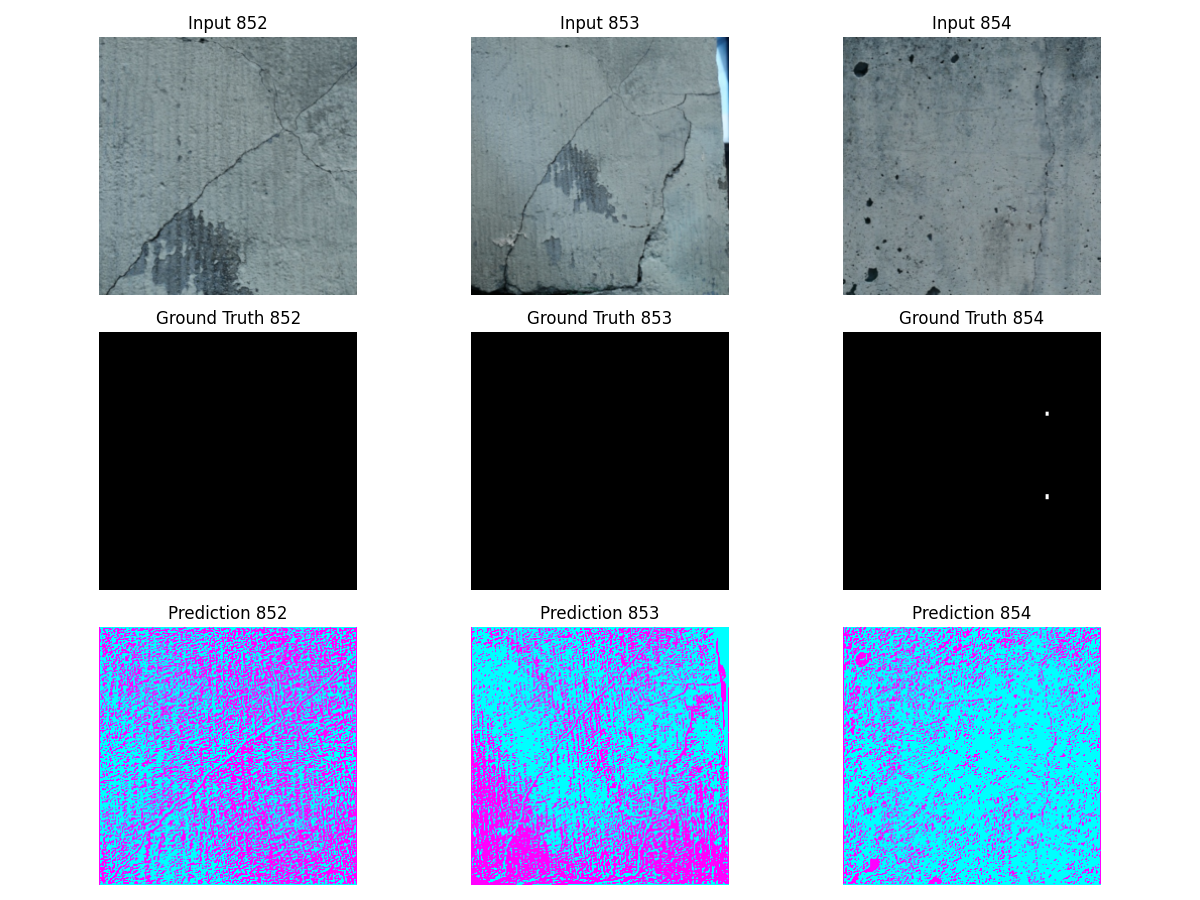 Input 852
Input 853
Input 854
Ground Truth 852
Ground Truth 853
Ground Truth 854
Prediction 852
Prediction 853
Prediction 854